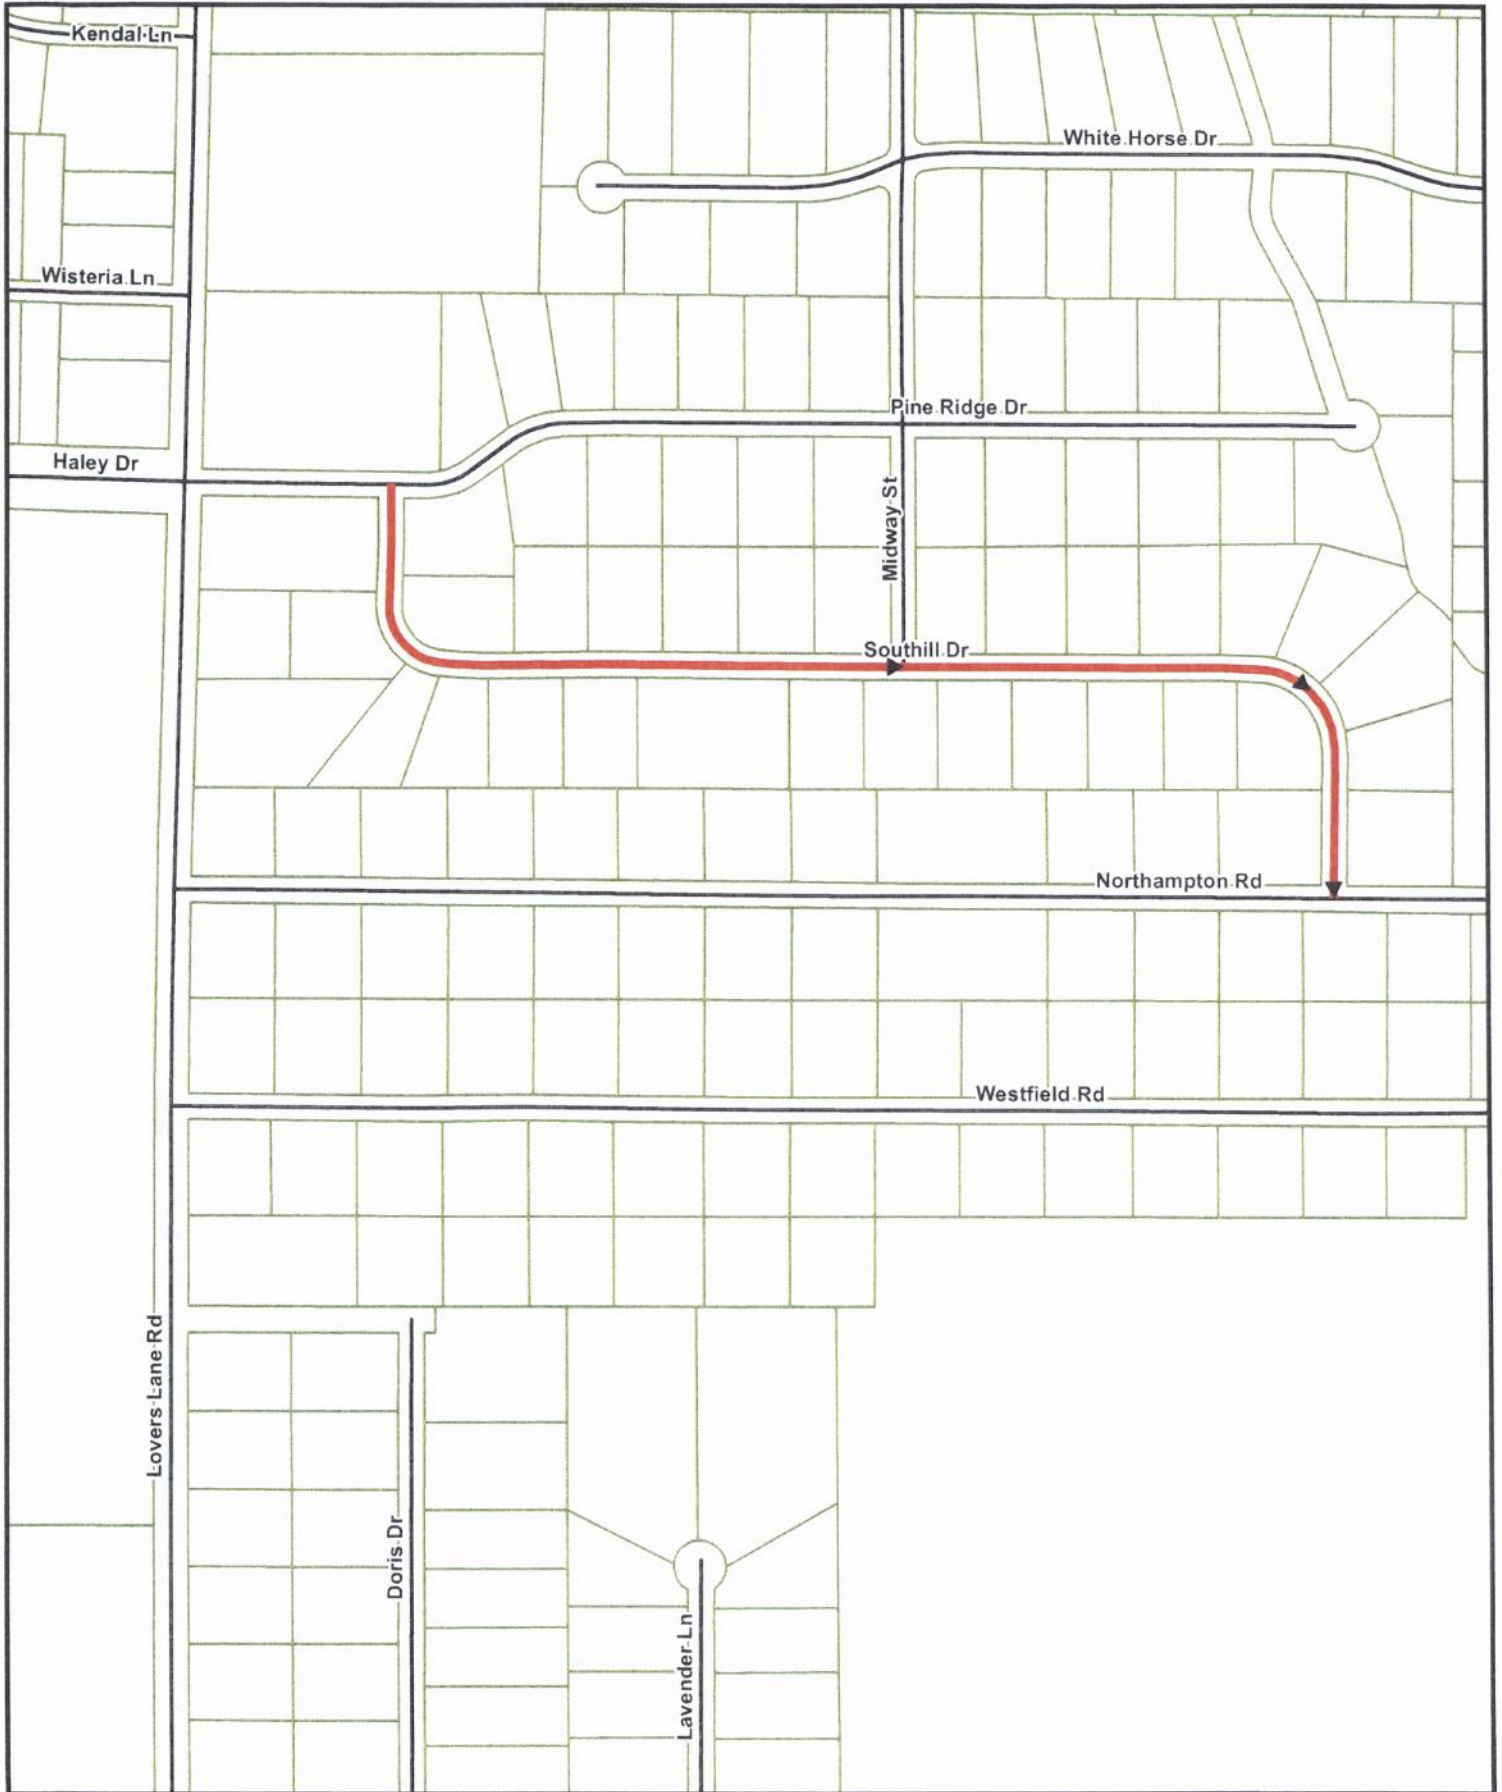 Kendal Ln
White Horse Dr
Wisteria Ln
Pine Ridge Dr
Haley Dr
Midway St
Southill Dr
Northampton Rd
Westfield Rd
Lovers Lane Rd
Doris Dr
Lavender Ln